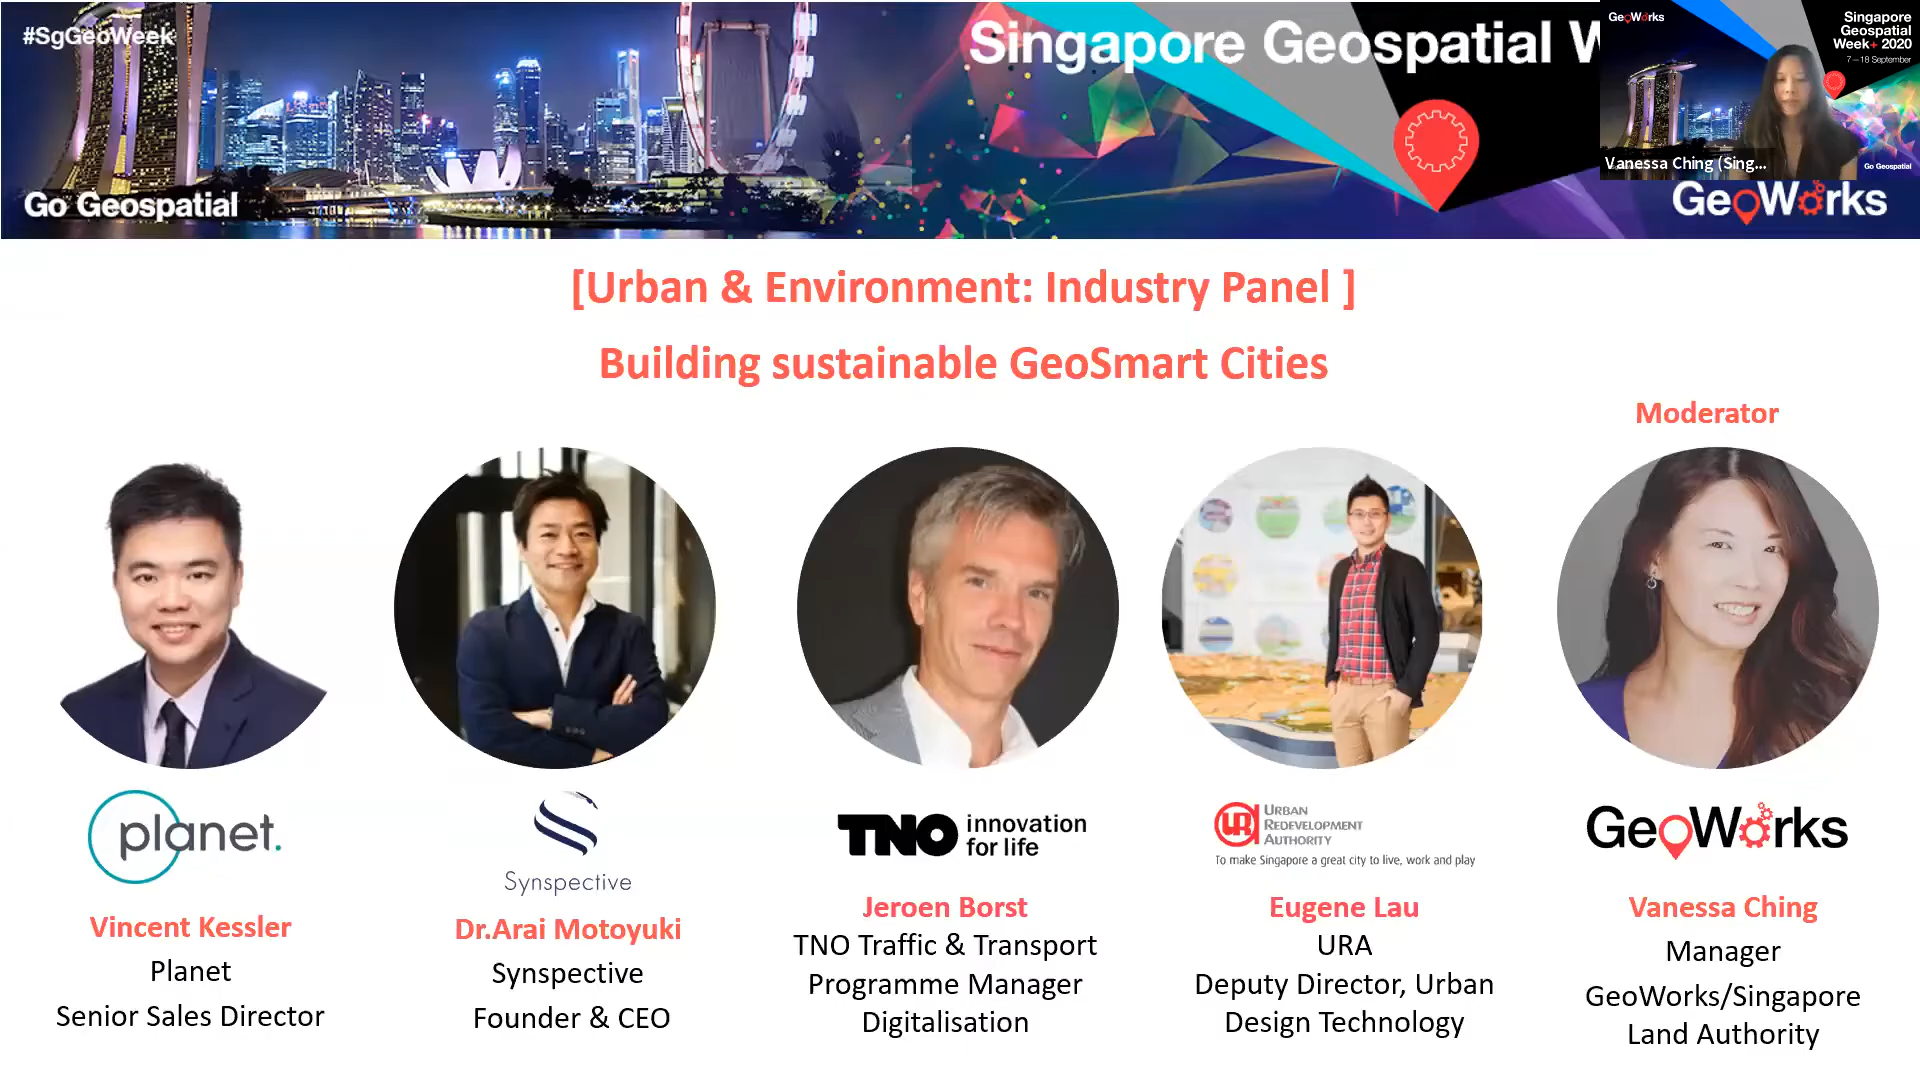 #SgGeoWeek
Singapore Geospatial W
Go Geospatial
GeoWorks
GeoWorks
Singapore
Geospatial
Week+ 2020
7 – 18 September
Vanessa Ching (Sing...
Go Geospatial
[Urban & Environment: Industry Panel ]
Building sustainable GeoSmart Cities
Moderator
planet.
Synspective
TNO innovation
for life
URBAN
REDEVELOPMENT
AUTHORITY
To make Singapore a great city to live, work and play
GeoWorks
Vincent Kessler
Planet
Senior Sales Director
Dr.Arai Motoyuki
Synspective
Founder & CEO
Jeroen Borst
TNO Traffic & Transport
Programme Manager
Digitalisation
Eugene Lau
URA
Deputy Director, Urban
Design Technology
Vanessa Ching
Manager
GeoWorks/Singapore
Land Authority